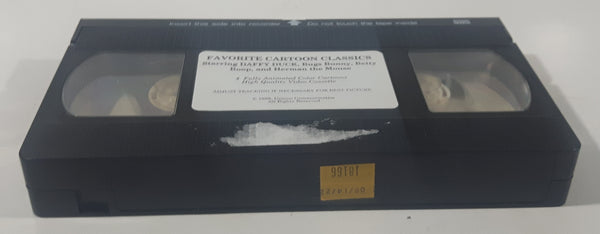 Insert this side into recorder Do not touch the tape inside
VHS
FAVORITE CARTOON CLASSICS
Starring DAFFY DUCK, Bugs Bunny, Betty
Boop, and Herman the Mouse
4 Fully Animated Color Cartoons
High Quality Video Cassette
ADJUST TRACKING IF NECESSARY FOR BEST PICTURE
All Rights Reserved
18166